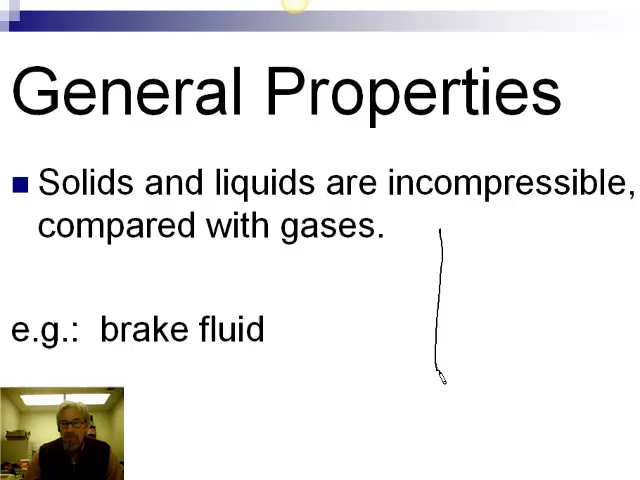 General Properties
Solids and liquids are incompressible,
compared with gases.
e.g.: brake fluid